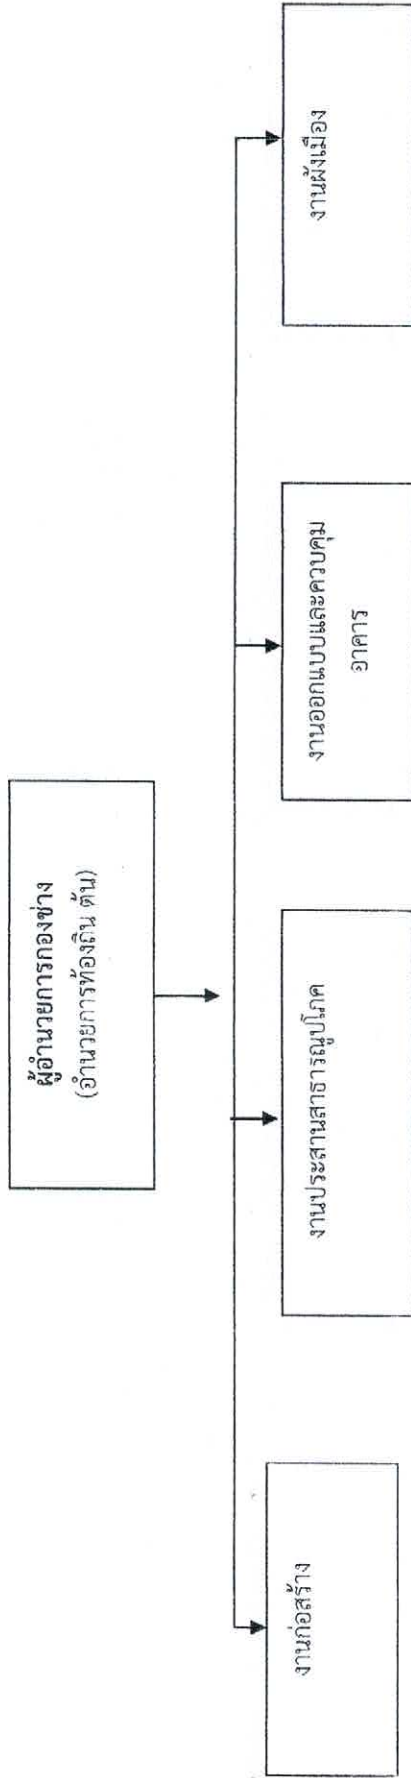 ผู้อำนวยการกองช่าง
(อำนวยการท้องถิ่น ต้น)
งานก่อสร้าง
งานประสานสาธารณูปโภค
งานออกแบบและควบคุม
อาคาร
งานผังเมือง